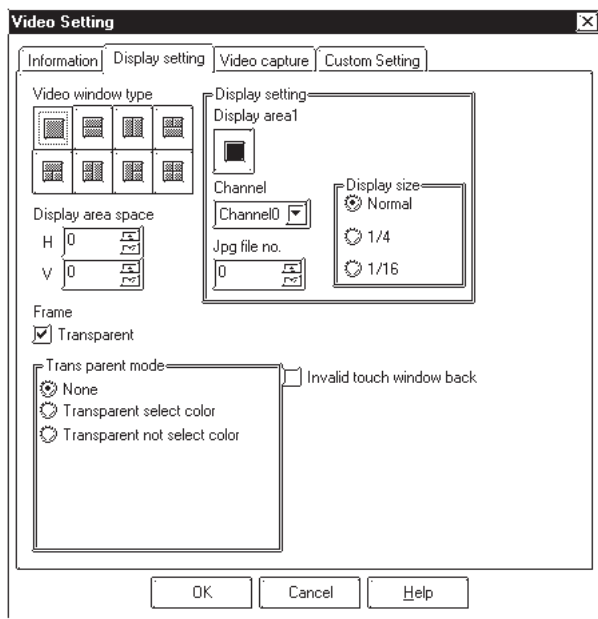 Video Setting
Information Display setting Video capture Custom Setting
Video window type
Display area space
H 0
V 0
Display setting
Display area1
Channel
Channel0
Jpg file no.
0
Display size
Normal
1/4
1/16
Frame
Transparent
Trans parent mode
None
Transparent select color
Transparent not select color
Invalid touch window back
OK Cancel Help